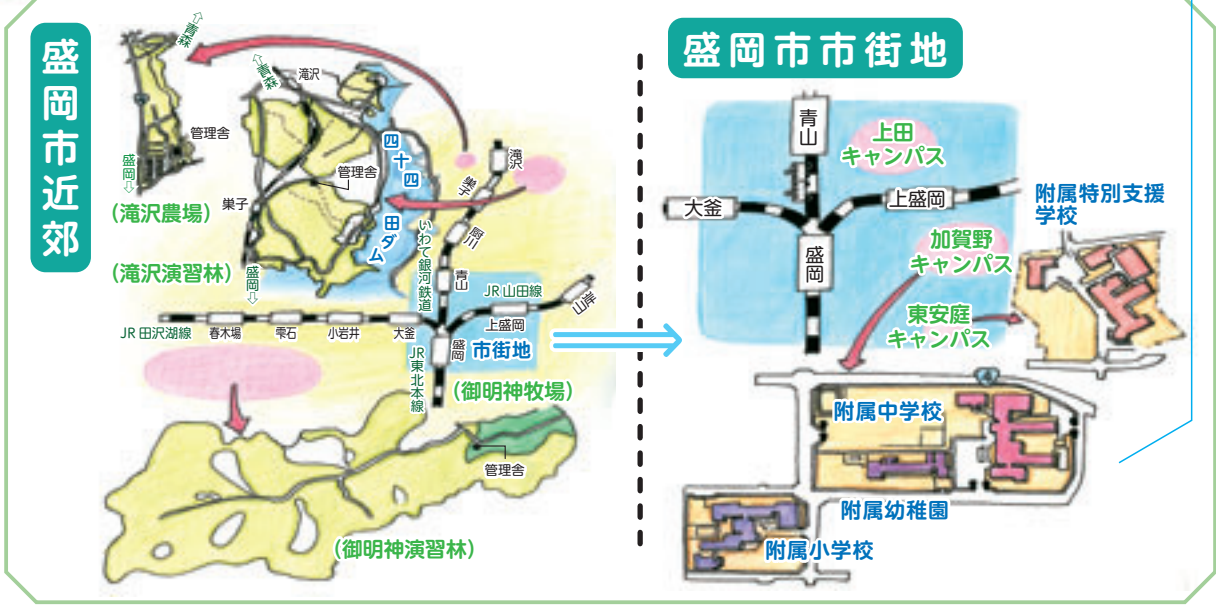 盛岡市近郊
⇧青森
管理舎
盛岡⇩
(滝沢農場)
(滝沢演習林)
⇧青森
滝沢
管理舎
巣子
盛岡⇩
四十四田ダム
滝沢
巣子
厨川
青山
いわて銀河鉄道
JR山田線
上盛岡
JR田沢湖線
春木場
雫石
小岩井
大釜
盛岡
市街地
JR東北本線
(御明神牧場)
管理舎
(御明神演習林)
盛岡市市街地
青山
上田
キャンパス
大釜
上盛岡
盛岡
加賀野
キャンパス
東安庭
キャンパス
附属特別支援
学校
4
附属中学校
附属幼稚園
附属小学校